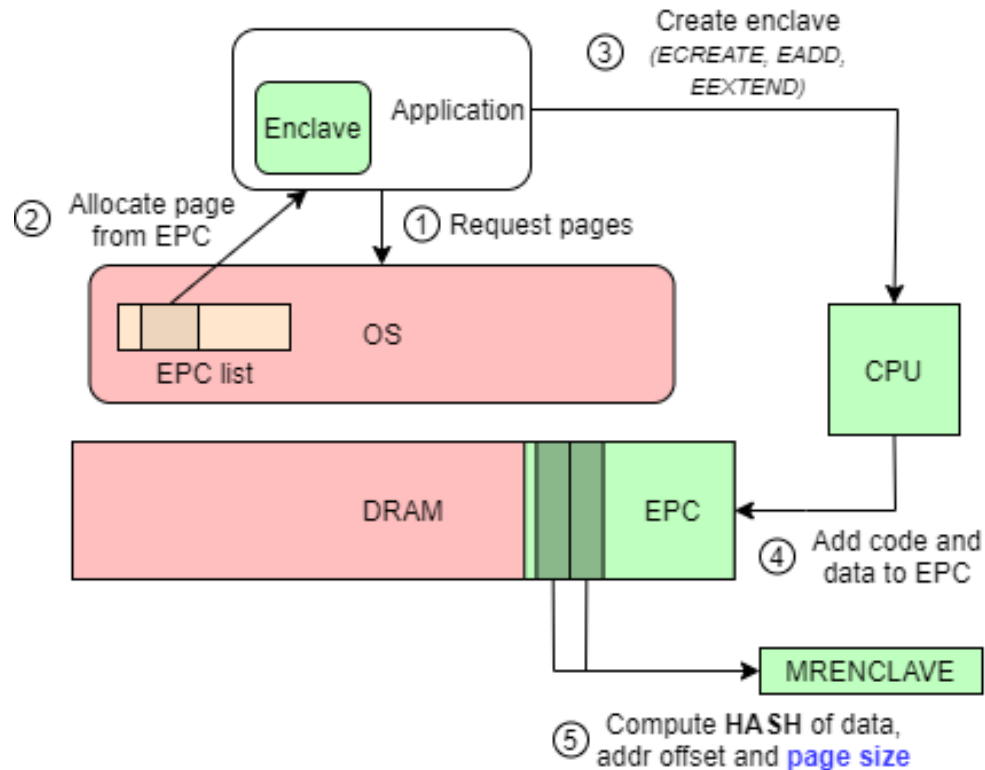 Create enclave
③ (ECREATE, EADD,
EEXTEND)
Application
Enclave
② Allocate page
from EPC
① Request pages
OS
EPC list
CPU
DRAM
EPC
④ Add code and
data to EPC
MRENCLAVE
⑤ Compute HASH of data,
addr offset and page size